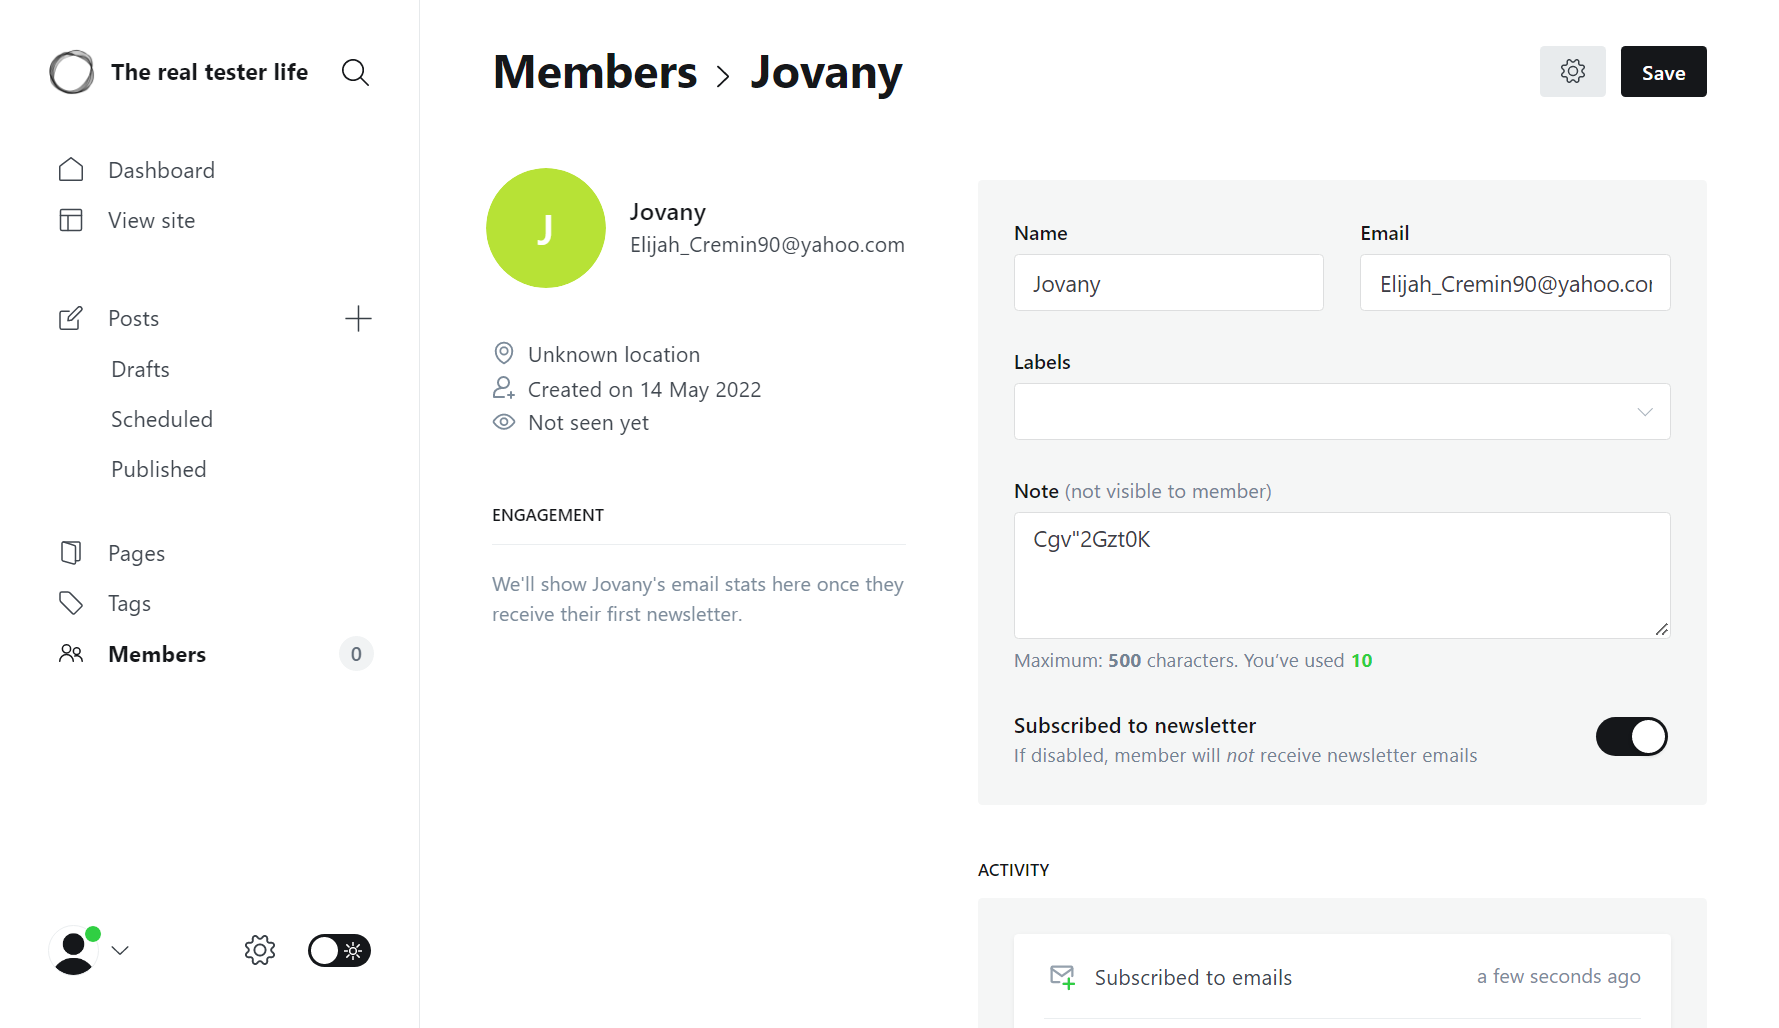 The real tester life
Dashboard
View site
Posts
Drafts
Scheduled
Published
Pages
Tags
Members 0
Members > Jovany
Save
J
Jovany
Elijah_Cremin90@yahoo.com
Unknown location
Created on 14 May 2022
Not seen yet
ENGAGEMENT
We'll show Jovany's email stats here once they
receive their first newsletter.
Name
Jovany
Email
Elijah_Cremin90@yahoo.cor
Labels
Note (not visible to member)
Cgv"2Gzt0K
Maximum: 500 characters. You’ve used 10
Subscribed to newsletter
If disabled, member will not receive newsletter emails
ACTIVITY
Subscribed to emails a few seconds ago